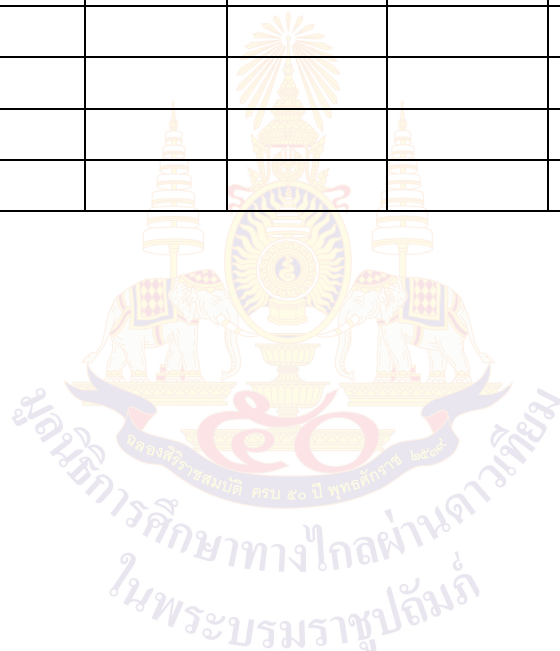 ๕๐
ฉลองสิริราชสมบัติ ครบ ๕๐ ปี พุทธศักราช ๒๕๓๙
มูลนิธิการศึกษาทางไกลผ่านดาวเทียม
ในพระบรมราชูปถัมภ์